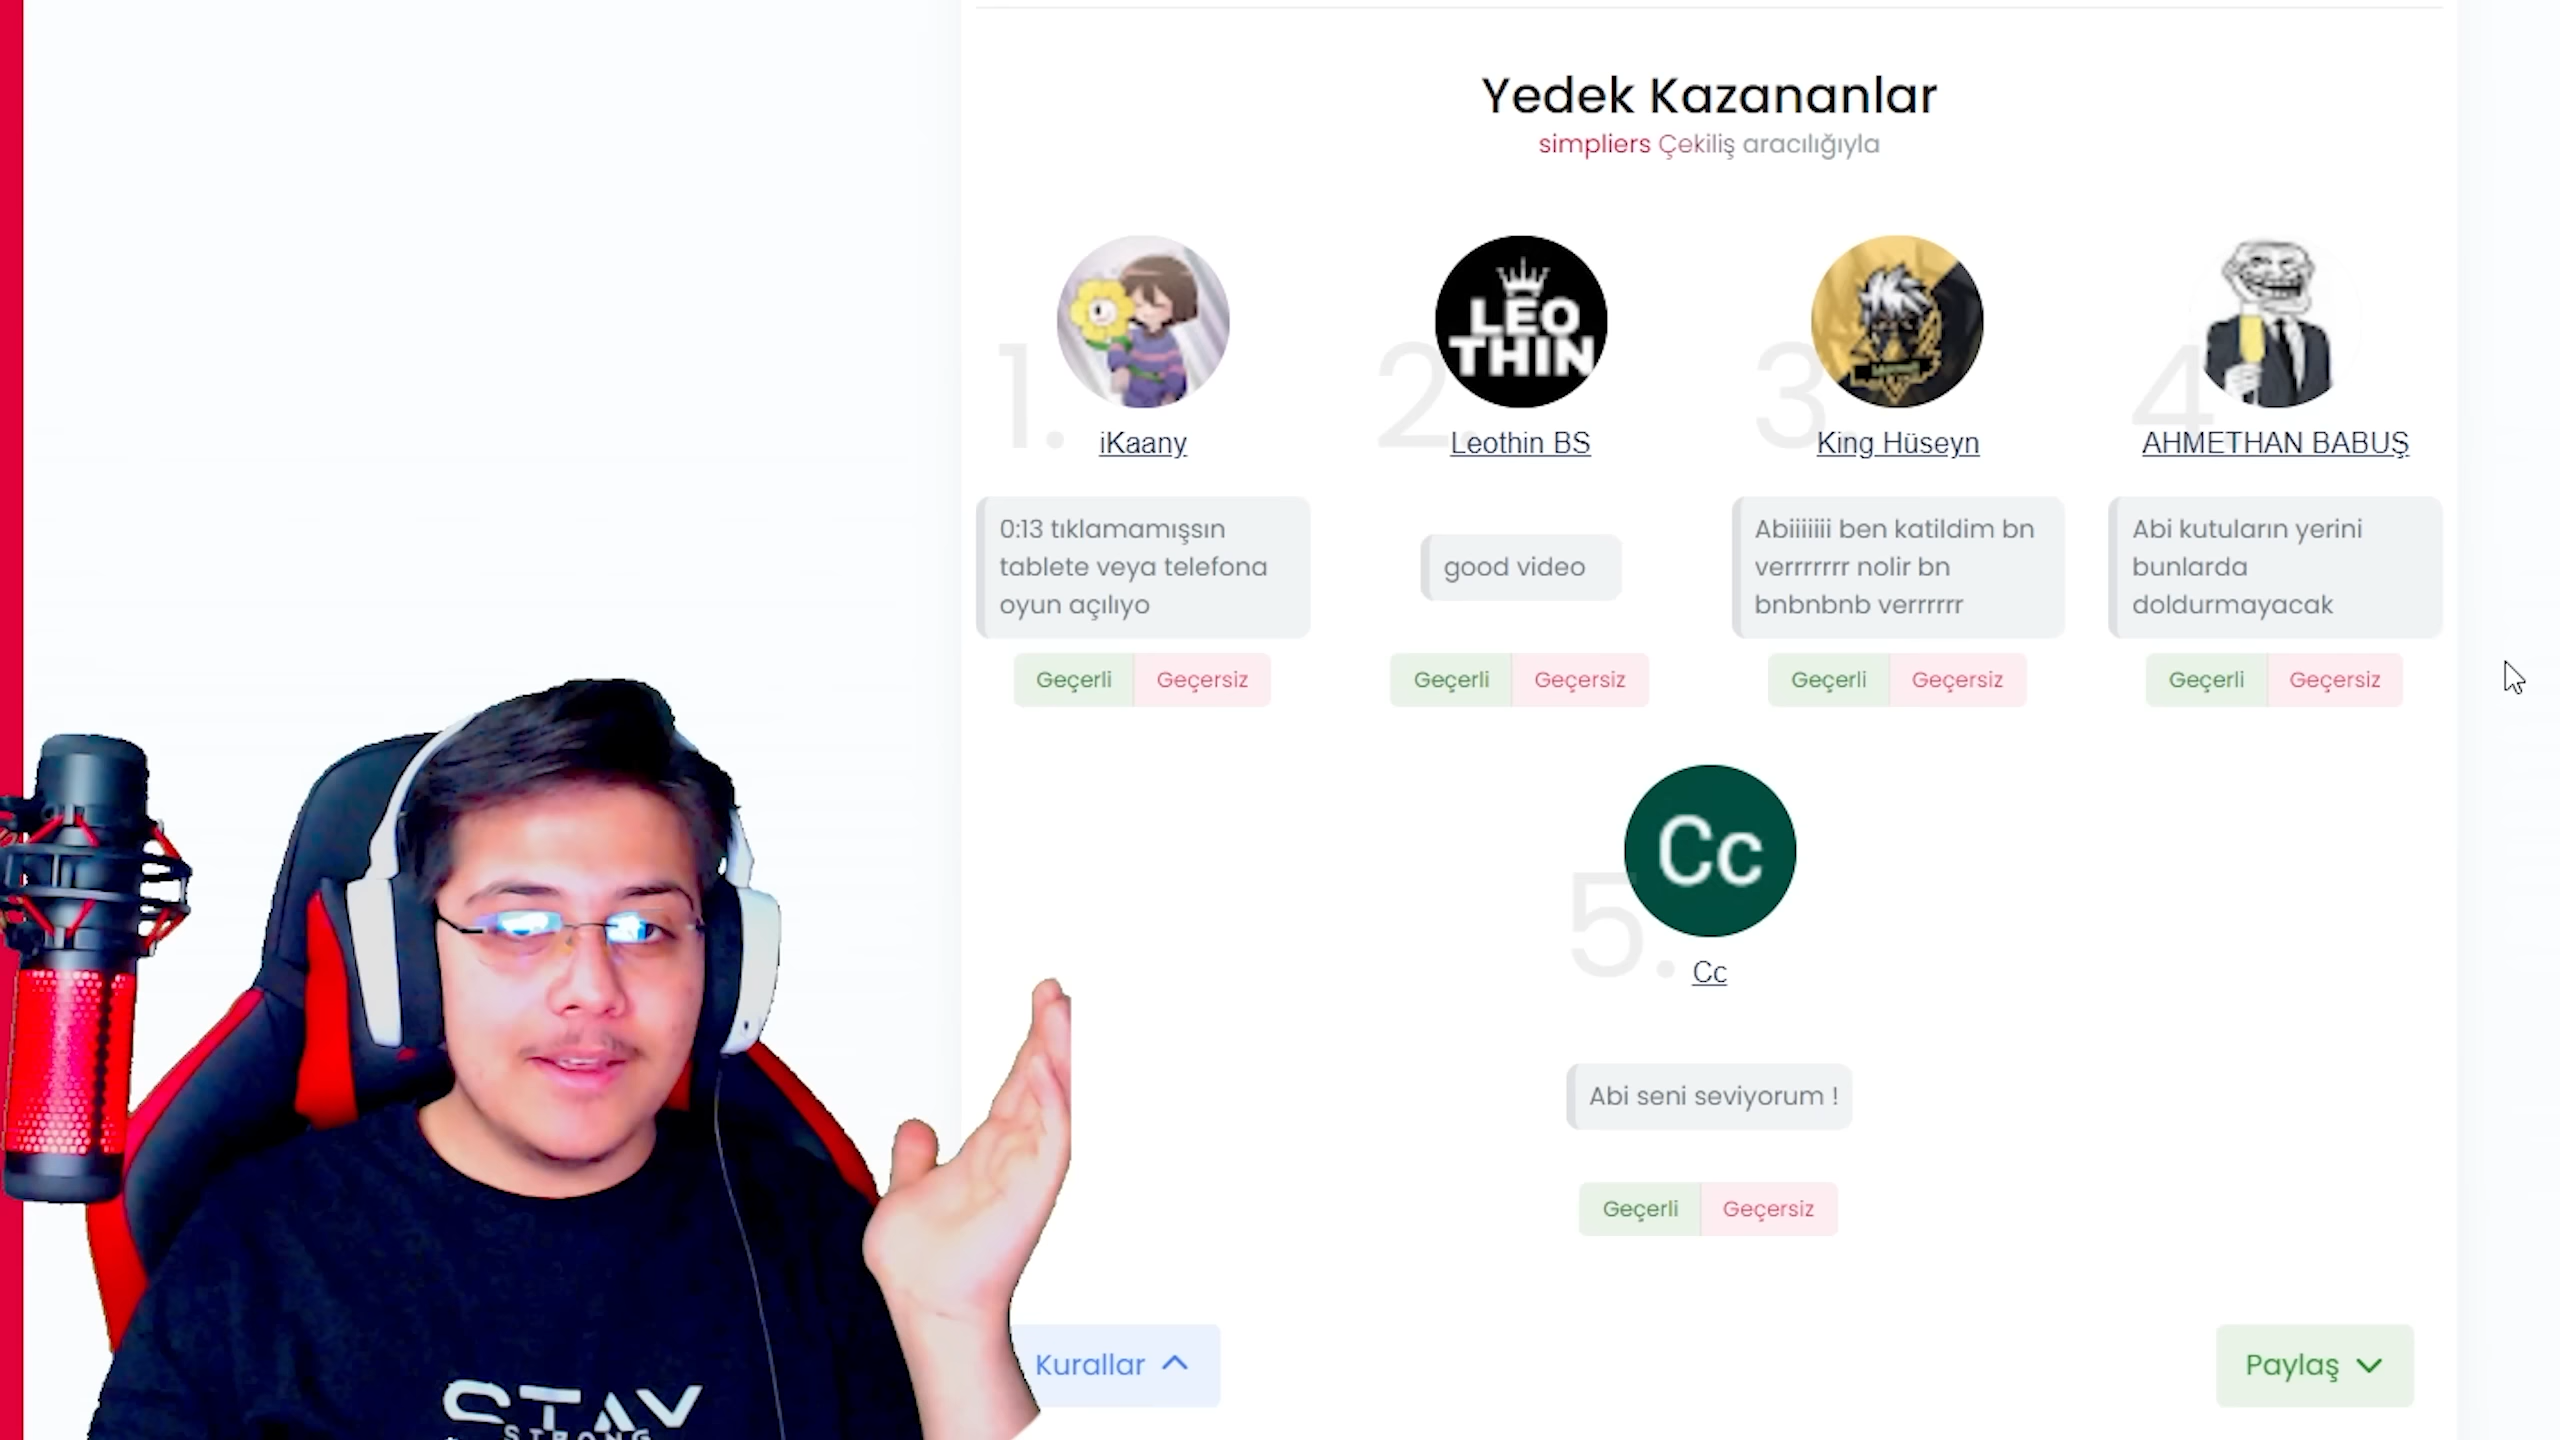 Yedek Kazananlar
simpliers Çekiliş aracılığıyla
1.
LEO
THIN
2.
3.
4
iKaany
Leothin BS
King Hüseyn
AHMETHAN BABUŞ
0:13 tıklamamışsın
tablete veya telefona
oyun açılıyo
good video
Abiiiiiii ben katildim bn
verrrrrrr nolir bn
bnbnbnb verrrrrr
Abi kutuların yerini
bunlarda
doldurmayacak
Geçerli Geçersiz
Geçerli Geçersiz
Geçerli Geçersiz
Geçerli Geçersiz
Cc
5.
Cc
Abi seni seviyorum !
Geçerli Geçersiz
Kurallar
Paylaş
STAY
STRONG